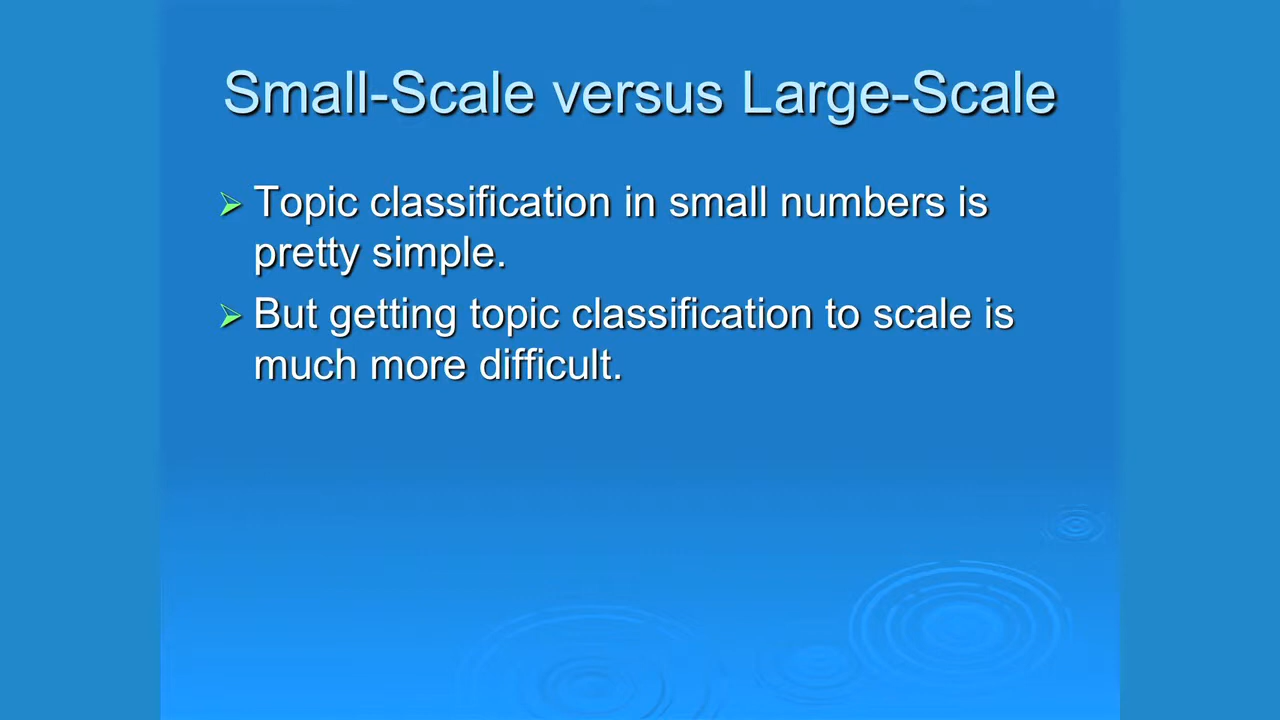 Small-Scale versus Large-Scale
Topic classification in small numbers is
pretty simple.
But getting topic classification to scale is
much more difficult.